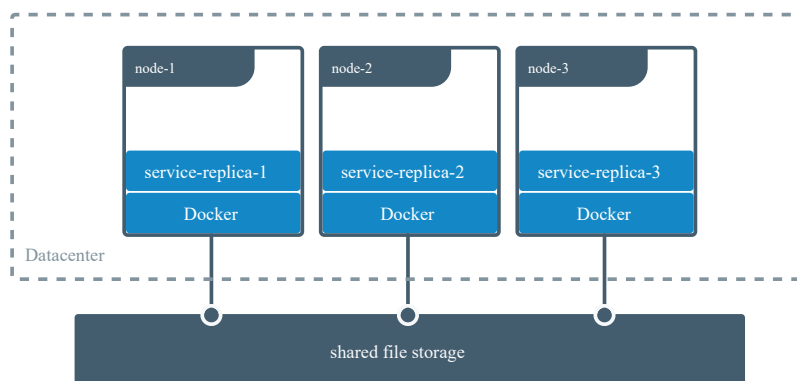 node-1
node-2
node-3
service-replica-1
service-replica-2
service-replica-3
Docker
Docker
Docker
Datacenter
shared file storage